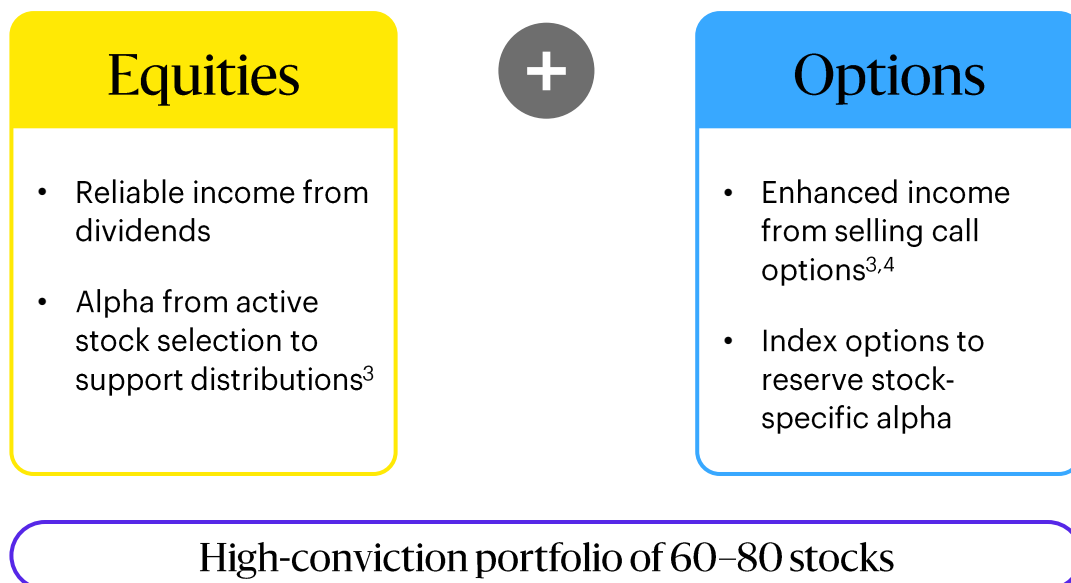 Equities
• Reliable income from
dividends
• Alpha from active
stock selection to
support distributions³
+
Options
• Enhanced income
from selling call
options³,⁴
• Index options to
reserve stock-
specific alpha
High-conviction portfolio of 60–80 stocks